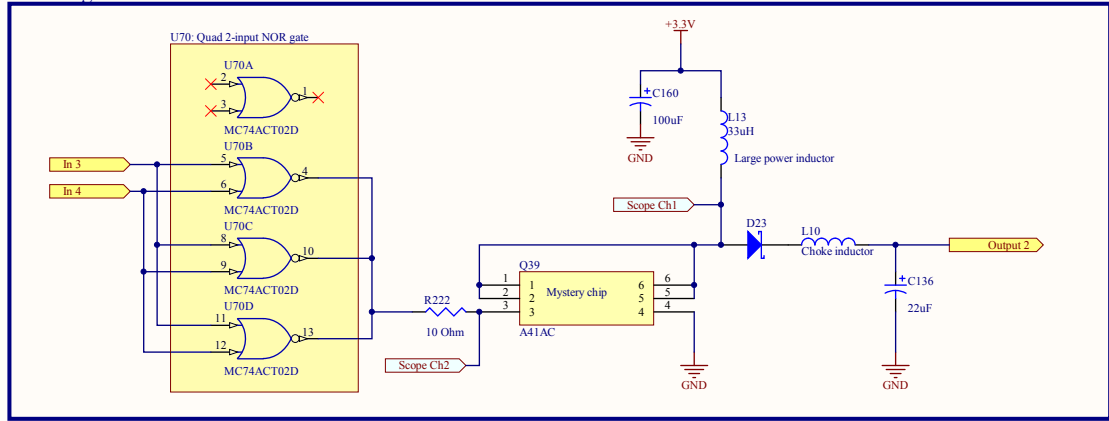 +3.3V
U70: Quad 2-input NOR gate
U70A
2
1
3
MC74ACT02D
U70B
In 3
5
4
In 4
6
MC74ACT02D
U70C
8
10
9
MC74ACT02D
U70D
11
13
12
MC74ACT02D
R222
10 Ohm
Scope Ch2
C160
100uF
GND
L13
33uH
Large power inductor
Scope Ch1
Q39
1
1
2
2
3
3
Mystery chip
6
6
5
5
4
4
A41AC
GND
D23
L10
Choke inductor
Output 2
C136
22uF
GND